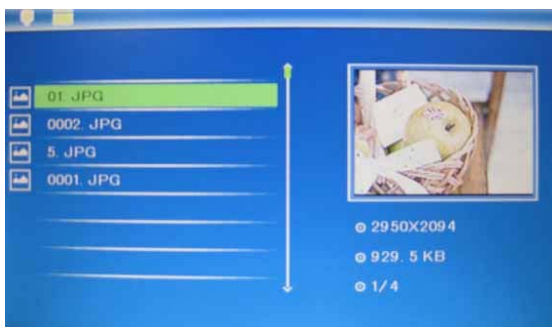 01. JPG
0002. JPG
5. JPG
0001. JPG
2950X2094
929. 5 KB
1/4